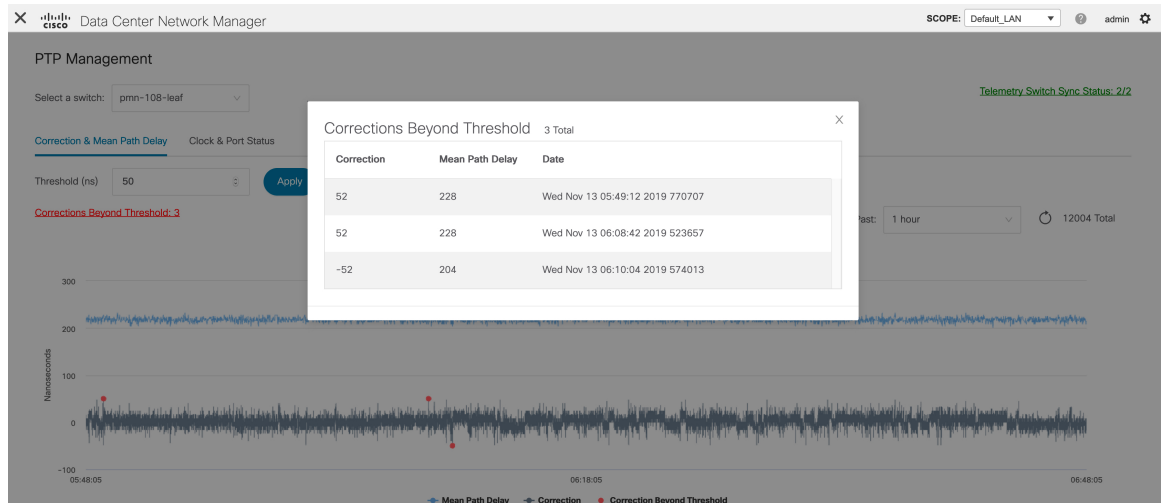 cisco Data Center Network Manager SCOPE: Default_LAN admin
PTP Management
Select a switch: pmn-108-leaf
Telemetry Switch Sync Status: 2/2
Correction & Mean Path Delay Clock & Port Status
Threshold (ns) 50 Apply
Corrections Beyond Threshold: 3
Past: 1 hour 12004 Total
Corrections Beyond Threshold 3 Total
Correction Mean Path Delay Date
52 228 Wed Nov 13 05:49:12 2019 770707
52 228 Wed Nov 13 06:08:42 2019 523657
-52 204 Wed Nov 13 06:10:04 2019 574013
Nanoseconds
300
200
100
0
-100
05:48:05 06:18:05 06:48:05
Mean Path Delay Correction Correction Beyond Threshold